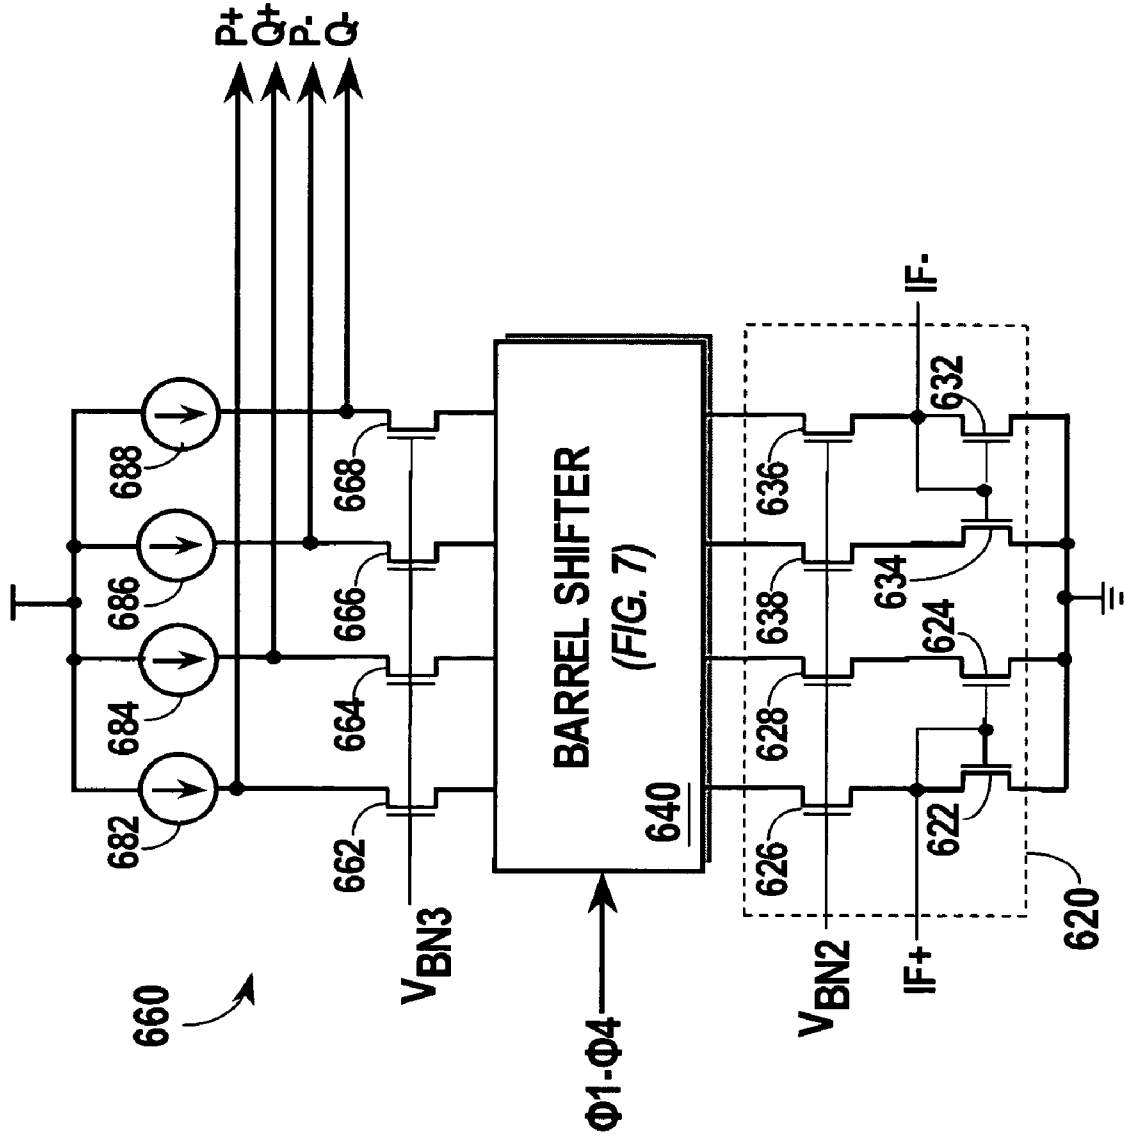 P+
Q+
P-
Q-
688
686
684
682
668
666
664
662
VBN3
660
BARREL SHIFTER
(FIG. 7)
640
Φ1-Φ4
636
638
628
626
VBN2
IF-
632
634
624
622
IF+
620